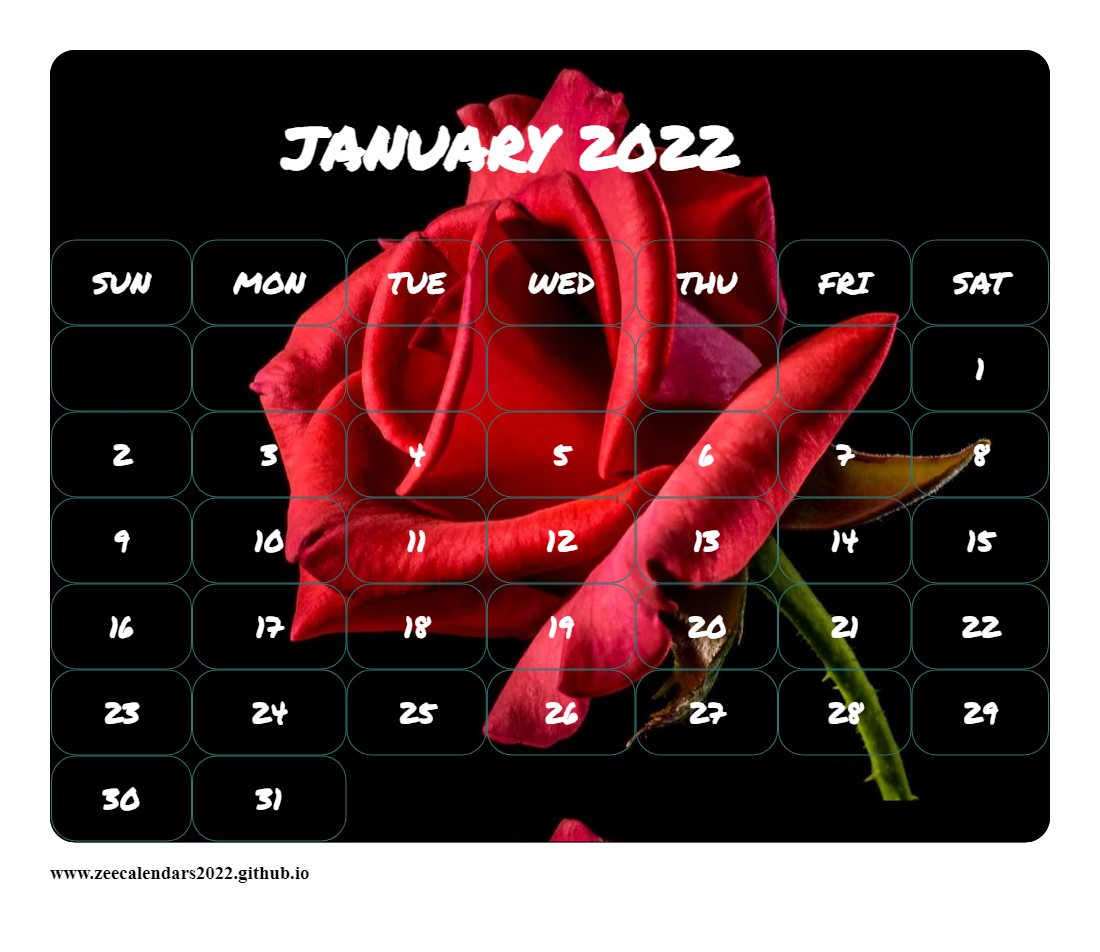 JANUARY 2022
SUN MON TUE WED THU FRI SAT
1
2 3 4 5 6 7 8
9 10 11 12 13 14 15
16 17 18 19 20 21 22
23 24 25 26 27 28 29
30 31
www.zeecalendars2022.github.io